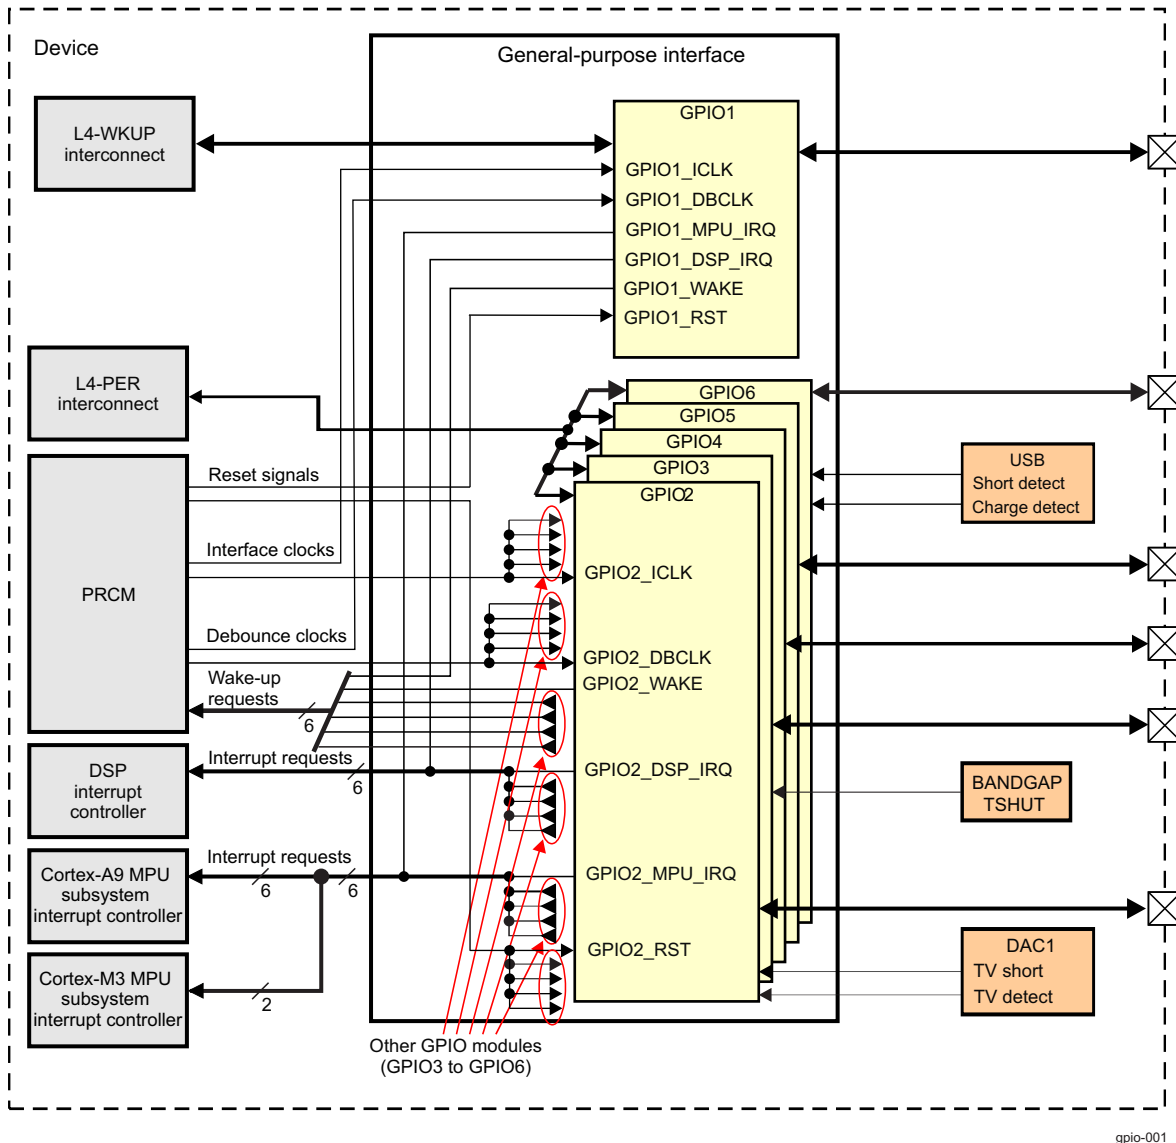 Device
General-purpose interface
L4-WKUP
interconnect
GPIO1
GPIO1_ICLK
GPIO1_DBCLK
GPIO1_MPU_IRQ
GPIO1_DSP_IRQ
GPIO1_WAKE
GPIO1_RST
L4-PER
interconnect
GPIO6
GPIO5
GPIO4
GPIO3
GPIO2
USB
Short detect
Charge detect
PRCM
Reset signals
Interface clocks
Debounce clocks
Wake-up
requests
6
GPIO2_ICLK
GPIO2_DBCLK
GPIO2_WAKE
GPIO2_DSP_IRQ
GPIO2_MPU_IRQ
GPIO2_RST
DSP
interrupt
controller
Interrupt requests
6
BANDGAP
TSHUT
Cortex-A9 MPU
subsystem
interrupt controller
Interrupt requests
6
6
Cortex-M3 MPU
subsystem
interrupt controller
2
DAC1
TV short
TV detect
Other GPIO modules
(GPIO3 to GPIO6)
gpio-001